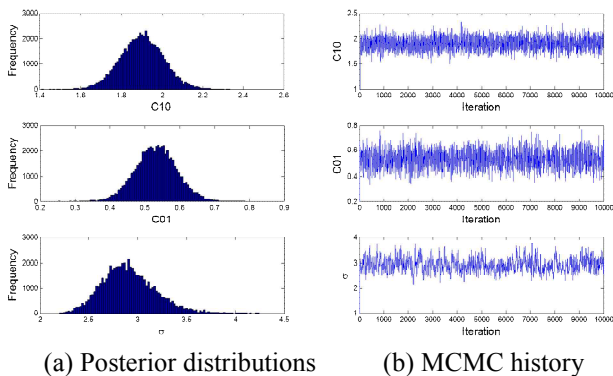 Frequency
3000
2000
1000
0
1.4 1.6 1.8 2 2.2 2.4 2.6
C10
C10
2.5
2
1.5
1
0 1000 2000 3000 4000 5000 6000 7000 8000 9000 10000
Iteration
Frequency
3000
2000
1000
0
0.2 0.3 0.4 0.5 0.6 0.7 0.8 0.9
C01
C01
0.8
0.6
0.4
0.2
0 1000 2000 3000 4000 5000 6000 7000 8000 9000 10000
Iteration
Frequency
3000
2000
1000
0
2 2.5 3 3.5 4 4.5
σ
σ
4
3
2
1
0 1000 2000 3000 4000 5000 6000 7000 8000 9000 10000
Iteration
(a) Posterior distributions
(b) MCMC history